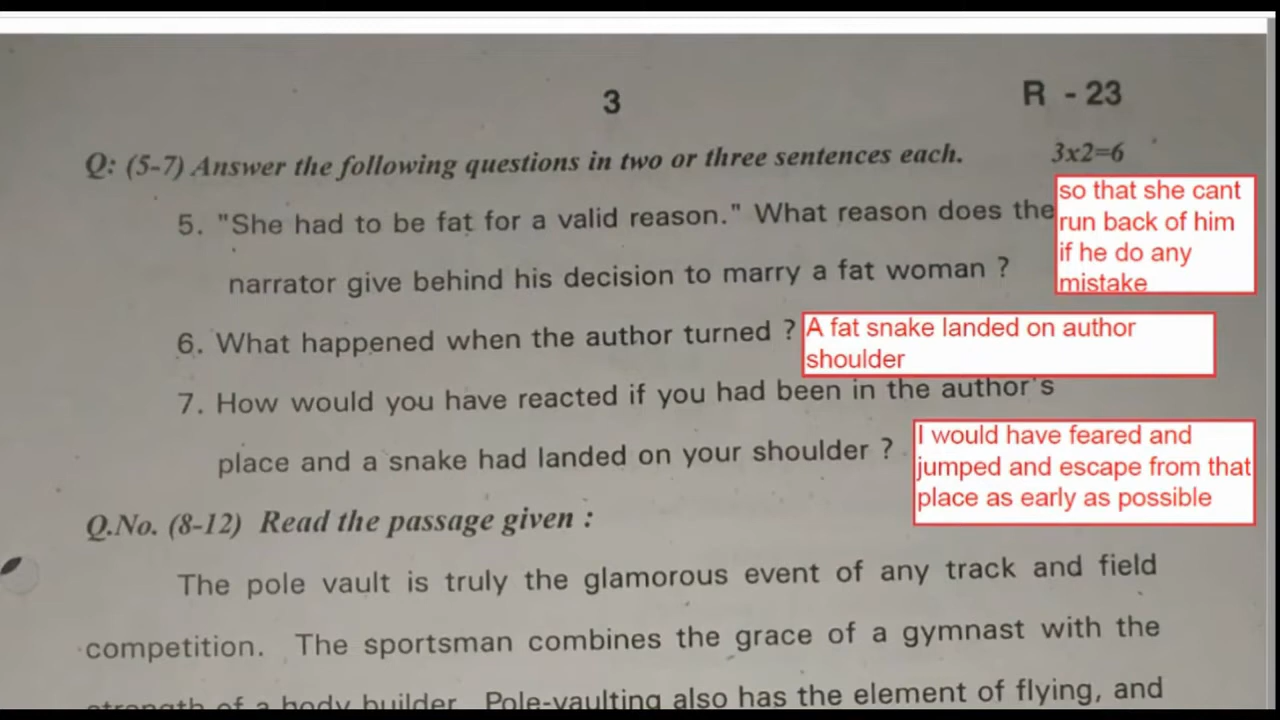 3
R - 23
Q: (5-7) Answer the following questions in two or three sentences each. 3x2=6
5. "She had to be fat for a valid reason." What reason does the
narrator give behind his decision to marry a fat woman ?
so that she cant
run back of him
if he do any
mistake
6. What happened when the author turned ?
A fat snake landed on author
shoulder
7. How would you have reacted if you had been in the author's
place and a snake had landed on your shoulder ?
I would have feared and
jumped and escape from that
place as early as possible
Q.No. (8-12) Read the passage given :
The pole vault is truly the glamorous event of any track and field
competition. The sportsman combines the grace of a gymnast with the
strength of a body builder. Pole-vaulting also has the element of flying, and